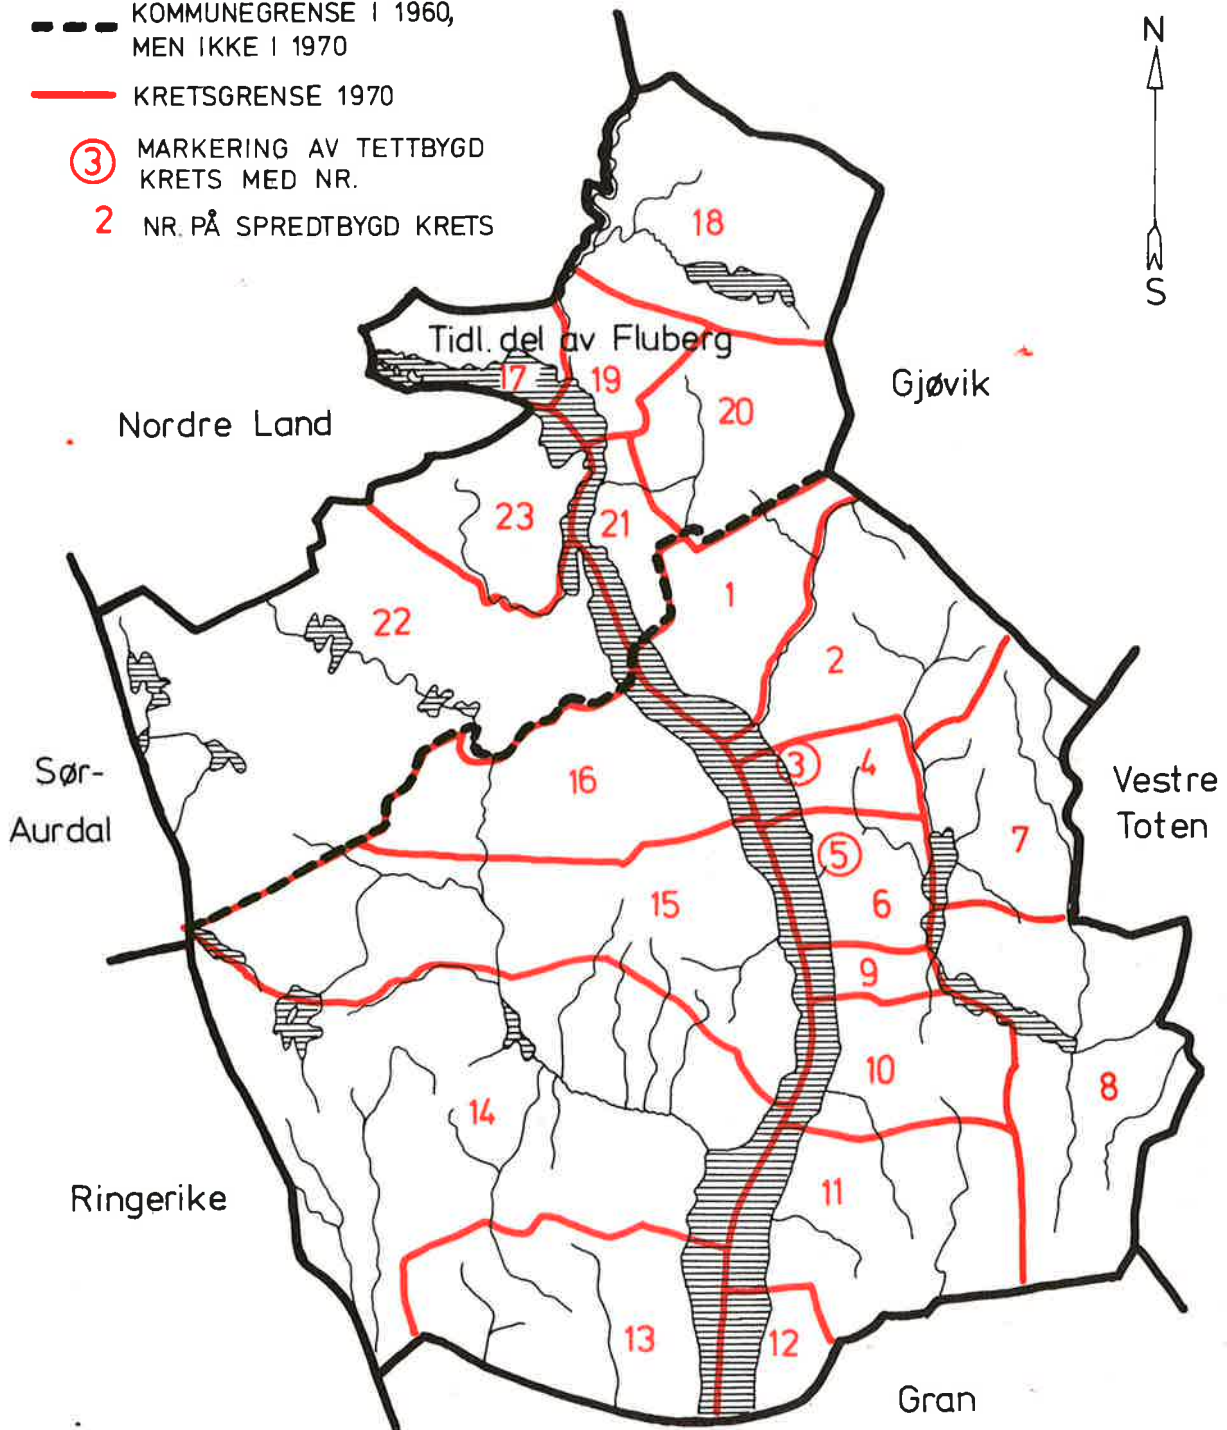 KOMMUNEGRENSE I 1960,
MEN IKKE I 1970
KRETSGRENSE 1970
3
MARKERING AV TETTBYGD
KRETS MED NR.
2 NR. PÅ SPREDTBYGD KRETS
N
S
18
Tidl. del av Fluberg
17
19
20
Gjøvik
Nordre Land
23
21
1
22
2
Sør-
Aurdal
16
3
4
Vestre
Toten
5
7
15
6
9
10
8
14
11
Ringerike
13
12
Gran